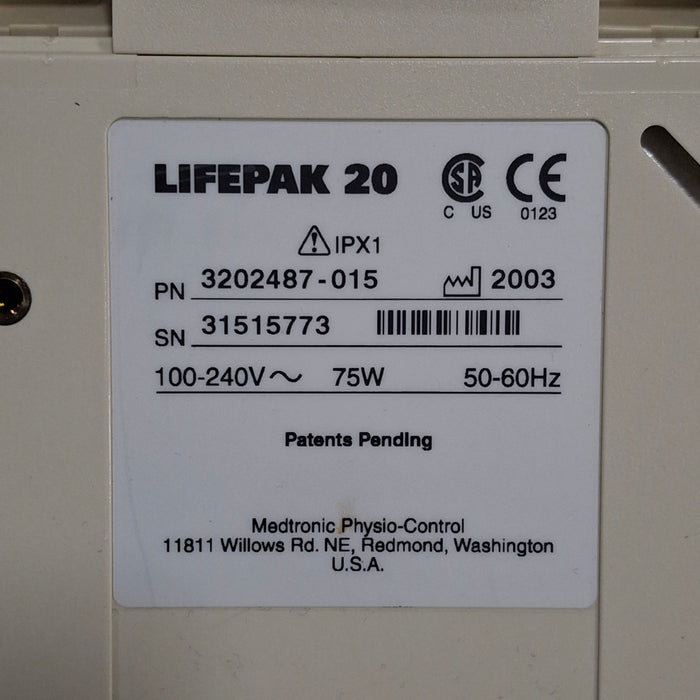 LIFEPAK 20
C US 0123
IPX1
PN 3202487-015 2003
SN 31515773
100-240V~ 75W 50-60Hz
Patents Pending
Medtronic Physio-Control
11811 Willows Rd. NE, Redmond, Washington
U.S.A.